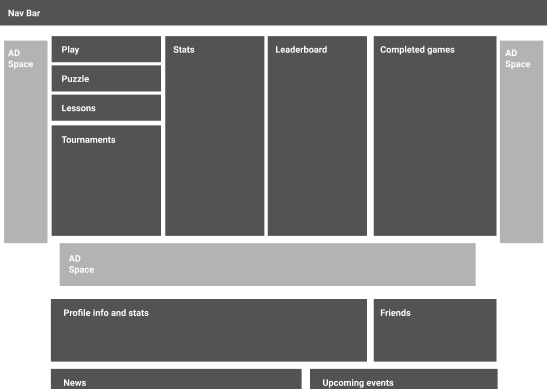 Nav Bar
AD
Space
Play
Stats
Leaderboard
Completed games
AD
Space
Puzzle
Lessons
Tournaments
AD
Space
Profile info and stats
Friends
News
Upcoming events